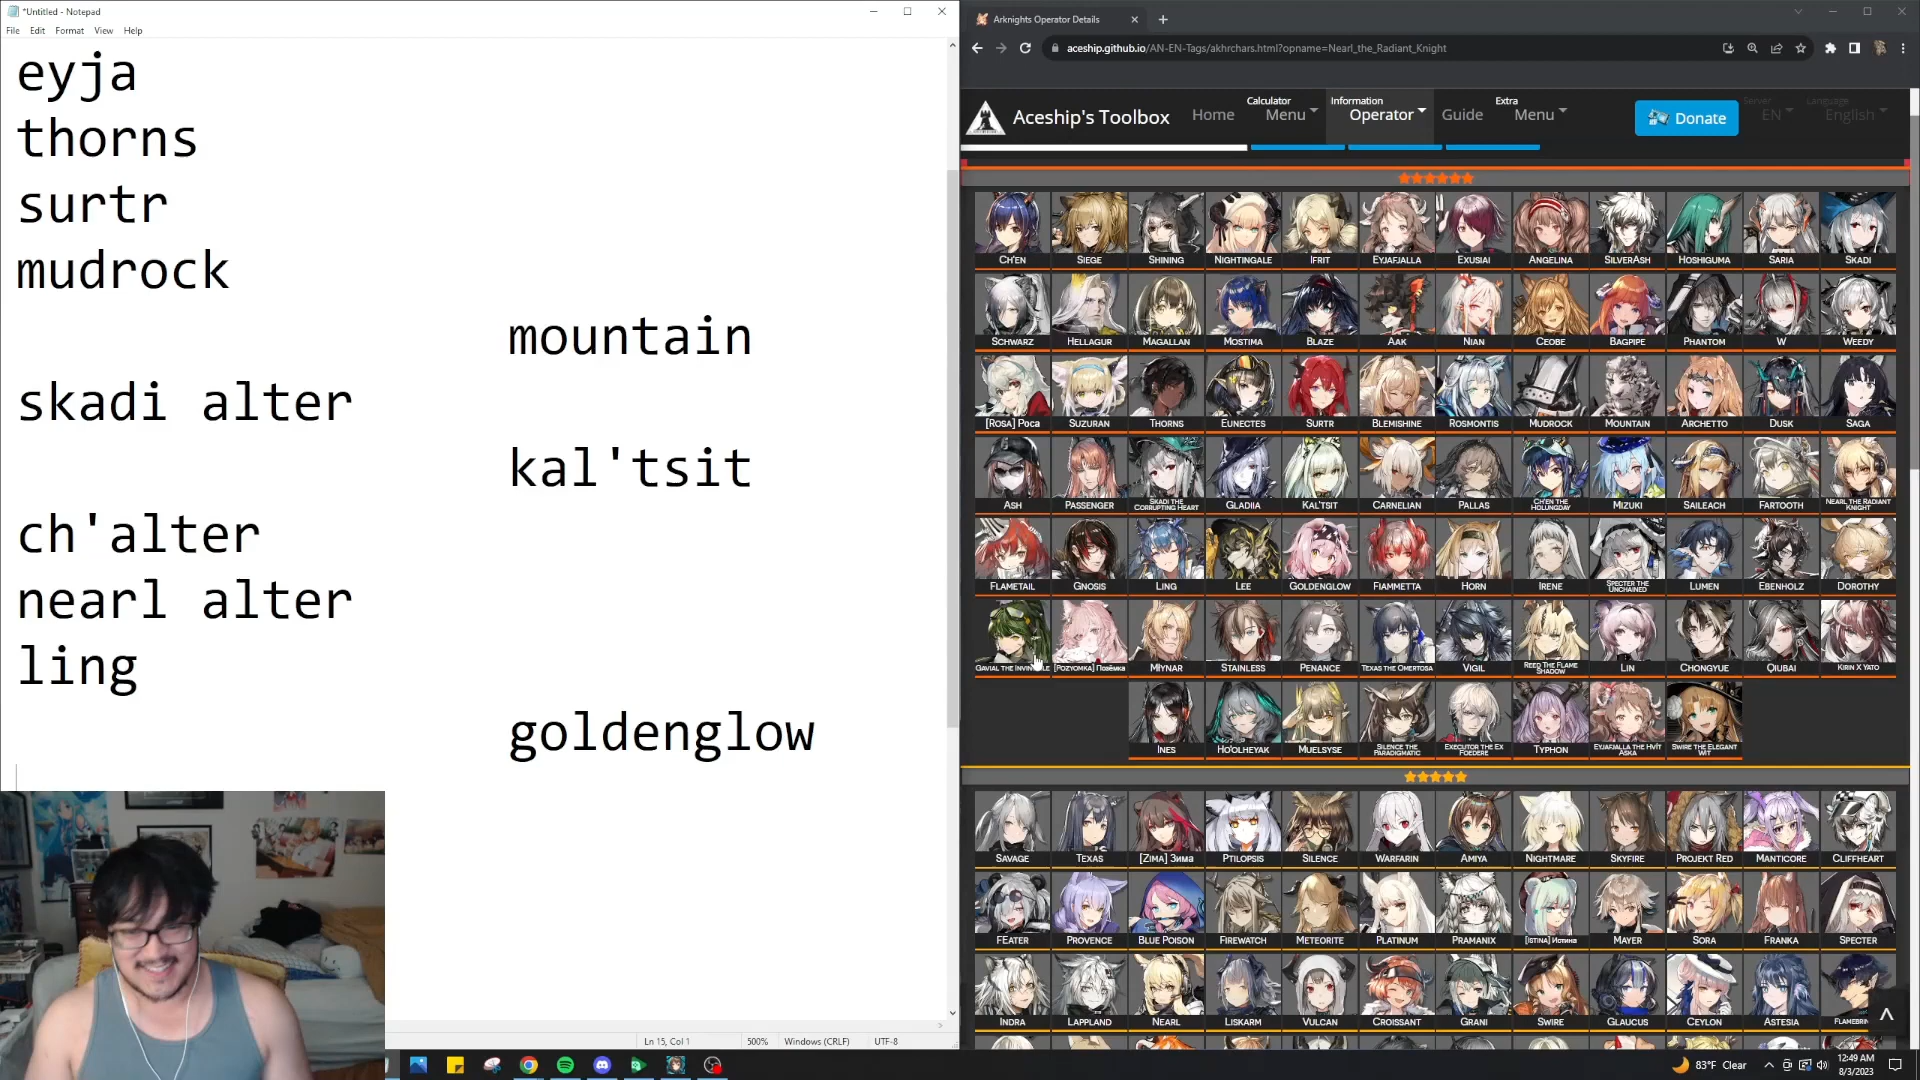 *Untitled - Notepad
File Edit Format View Help
eyja
thorns
surtr
mudrock
mountain
skadi alter
kal'tsit
ch'alter
nearl alter
ling
goldenglow
Ln 15, Col 1 500% Windows (CRLF) UTF-8
Arknights Operator Details
aceship.github.io/AN-EN-Tags/akhrchars.html?opname=Nearl_the_Radiant_Knight
Aceship's Toolbox
Home
Calculator
Menu
Information
Operator
Guide
Extra
Menu
Donate
Server
EN
Language
English
CH'EN SIEGE SHINING NIGHTINGALE IFRIT EYJAFJALLA EXUSIAI ANGELINA SILVERASH HOSHIGUMA SARIA SKADI
SCHWARZ HELLAGUR MAGALLAN MOSTIMA BLAZE AAK NIAN CEOBE BAGPIPE PHANTOM W WEEDY
[ROSA] Роса SUZURAN THORNS EUNECTES SURTR BLEMISHINE ROSMONTIS MUDROCK MOUNTAIN ARCHETTO DUSK SAGA
ASH PASSENGER SKADI THE CORRUPTING HEART GLADIIA KAL'TSIT CARNELIAN PALLAS CH'EN THE HOLUNGDAY MIZUKI SAILEACH FARTOOTH NEARL THE RADIANT KNIGHT
FLAMETAIL GNOSIS LING LEE GOLDENGLOW FIAMMETTA HORN IRENE SPECTER THE UNCHAINED LUMEN EBENHOLZ DOROTHY
GAVIAL THE [POZYOMKA] Позёмка MLYNAR STAINLESS PENANCE TEXAS THE OMERTOSA VIGIL REED THE FLAME SHADOW LIN CHONGYUE QIUBAI KIRIN X YATO
INES HO'OLHEYAK MUELSYSE SILENCE THE PARADIGMATIC EXECUTOR THE EX FOEDERE TYPHON EYJAFJALLA THE HVÍT ASKA SWIRE THE ELEGANT WIT
SAVAGE TEXAS [ZIMA] Зима PTILOPSIS SILENCE WARFARIN AMIYA NIGHTMARE SKYFIRE PROJEKT RED MANTICORE CLIFFHEART
FEATER PROVENCE BLUE POISON FIREWATCH METEORITE PLATINUM PRAMANIX [ISTINA] Истина MAYER SORA FRANKA SPECTER
INDRA LAPPLAND NEARL LISKARM VULCAN CROISSANT GRANI SWIRE GLAUCUS CEYLON ASTESIA FLAMEBRIN
83°F Clear
12:49 AM
8/3/2023